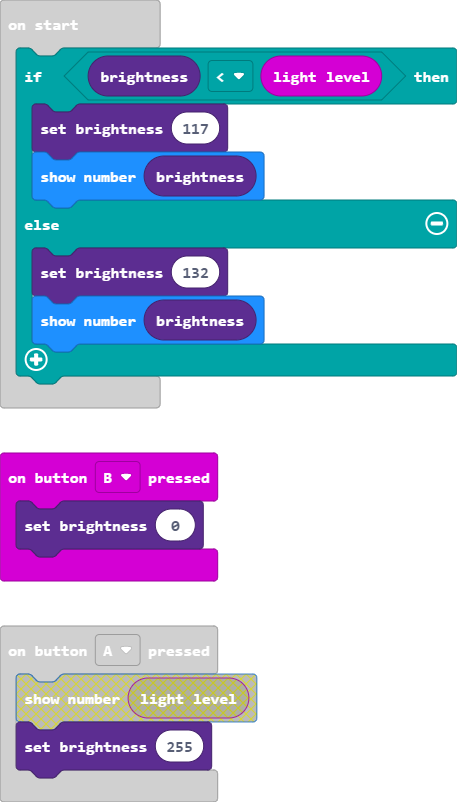 on start
if brightness < light level then
set brightness 117
show number brightness
else
set brightness 132
show number brightness
on button B pressed
set brightness 0
on button A pressed
show number light level
set brightness 255